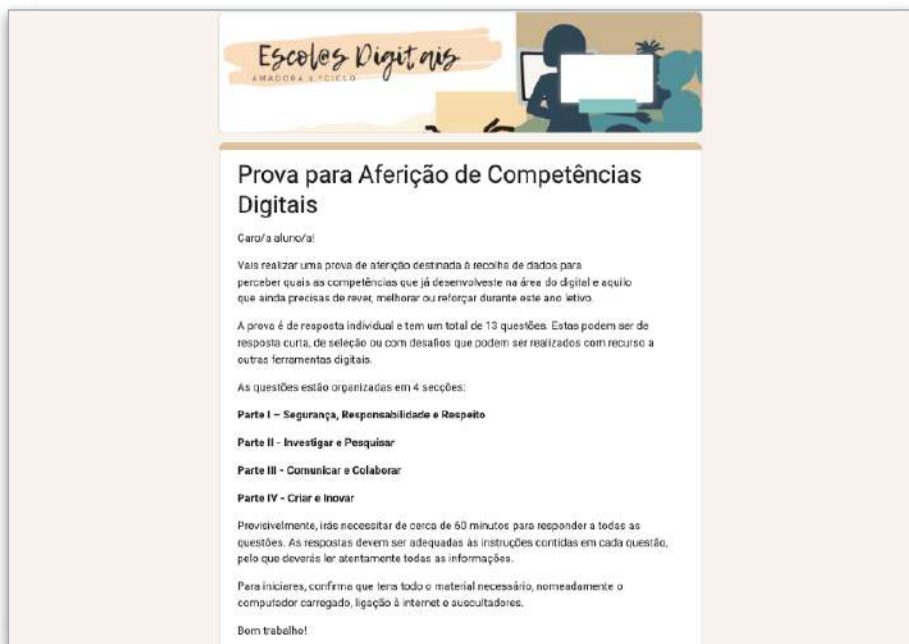 Escol@s Digitais
AMADORA 1.ºCICLO
Prova para Aferição de Competências
Digitais
Caro/a aluno/a!
Vais realizar uma prova de aferição destinada à recolha de dados para
perceber quais as competências que já desenvolveste na área do digital e aquilo
que ainda precisas de rever, melhorar ou reforçar durante este ano letivo.
A prova é de resposta individual e tem um total de 13 questões. Estas podem ser de
resposta curta, de seleção ou com desafios que podem ser realizados com recurso a
outras ferramentas digitais.
As questões estão organizadas em 4 secções:
Parte I – Segurança, Responsabilidade e Respeito
Parte II - Investigar e Pesquisar
Parte III - Comunicar e Colaborar
Parte IV - Criar e Inovar
Previsivelmente, irás necessitar de cerca de 60 minutos para responder a todas as
questões. As respostas devem ser adequadas às instruções contidas em cada questão,
pelo que deverás ler atentamente todas as informações.
Para iniciares, confirma que tens todo o material necessário, nomeadamente o
computador carregado, ligação à internet e auscultadores.
Bom trabalho!